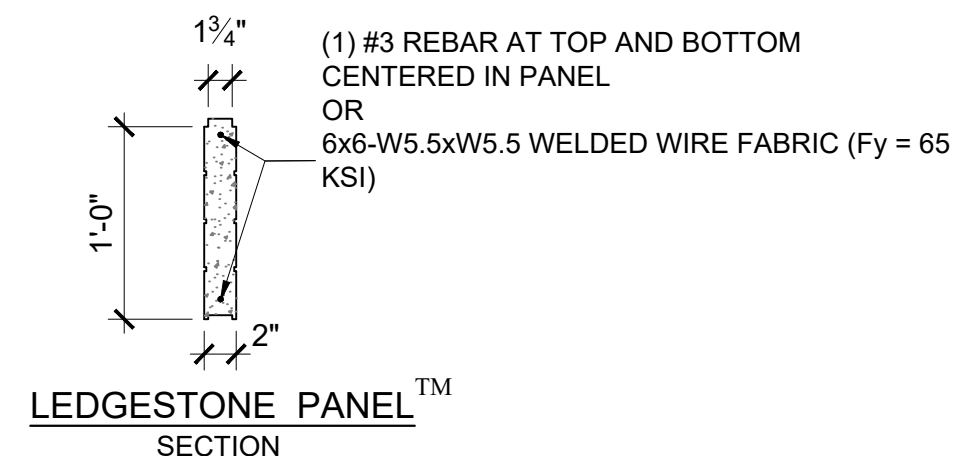 1¾"
(1) #3 REBAR AT TOP AND BOTTOM
CENTERED IN PANEL
OR
6x6-W5.5xW5.5 WELDED WIRE FABRIC (Fy = 65
KSI)
1'-0"
2"
LEDGESTONE PANEL™
SECTION